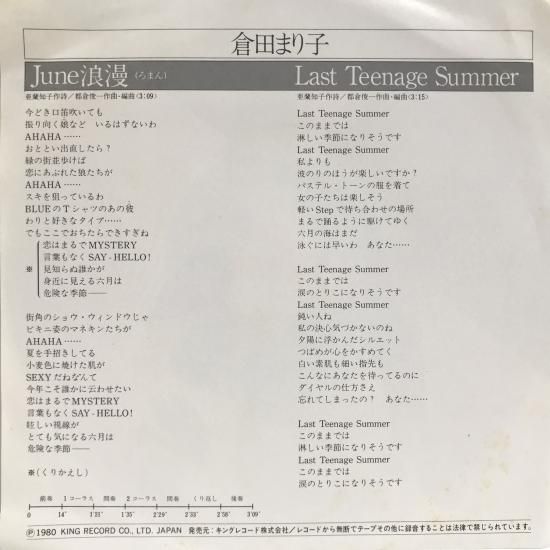 倉田まり子
June浪漫(ろまん)
亜蘭知子作詩/都倉俊一作曲・編曲(3:09)
今どき口笛吹いても
振り向く娘など いるはずないわ
AHAHA……
おととい出直したら?
緑の街並歩けば
恋にあぶれた狼たちが
AHAHA……
スキを狙っているわ
BLUEのTシャツのあの彼
わりと好きなタイプ……
でもここでおちたらできすぎね
恋はまるでMYSTERY
言葉もなくSAY-HELLO!
※ 見知らぬ誰かが
身近に見える六月は
危険な季節——
街角のショウ・ウィンドウじゃ
ビキニ姿のマネキンたちが
AHAHA……
夏を手招きしてる
小麦色に焼けた肌が
SEXYだねなんて
今年こそ誰かに云わせたい
恋はまるでMYSTERY
言葉もなくSAY-HELLO!
眩しい視線が
とても気になる六月は
危険な季節——
※(くりかえし)
前奏 1コーラス 間奏 2コーラス 間奏 くり返し 後奏
0 14" 1'21" 1'35" 2'29" 2'33" 2'58" 3'09"
Last Teenage Summer
亜蘭知子作詩/都倉俊一作曲・編曲(3:15)
Last Teenage Summer
このままでは
淋しい季節になりそうです
Last Teenage Summer
私よりも
波のりのほうが楽しいですか?
パステル・トーンの服を着て
女の子たちは楽しそう
軽いStepで待ち合わせの場所
まるで踊るように駆けてゆく
六月の海はまだ
泳ぐには早いわ あなた……
Last Teenage Summer
このままでは
涙のとりこになりそうです
Last Teenage Summer
鈍い人ね
私の決心気づかないのね
夕陽に浮かんだシルエット
つばめが心をかすめてく
白い素肌も細い指先も
こんなにあなたを待ってるのに
ダイヤルの仕方さえ
忘れてしまったの? あなた……
Last Teenage Summer
このままでは
淋しい季節になりそうです
Last Teenage Summer
このままでは
涙のとりこになりそうです
Ⓟ1980 KING RECORD CO., LTD. JAPAN 発売元:キングレコード株式会社/レコードから無断でテープその他に録音することは法律で禁じられています。